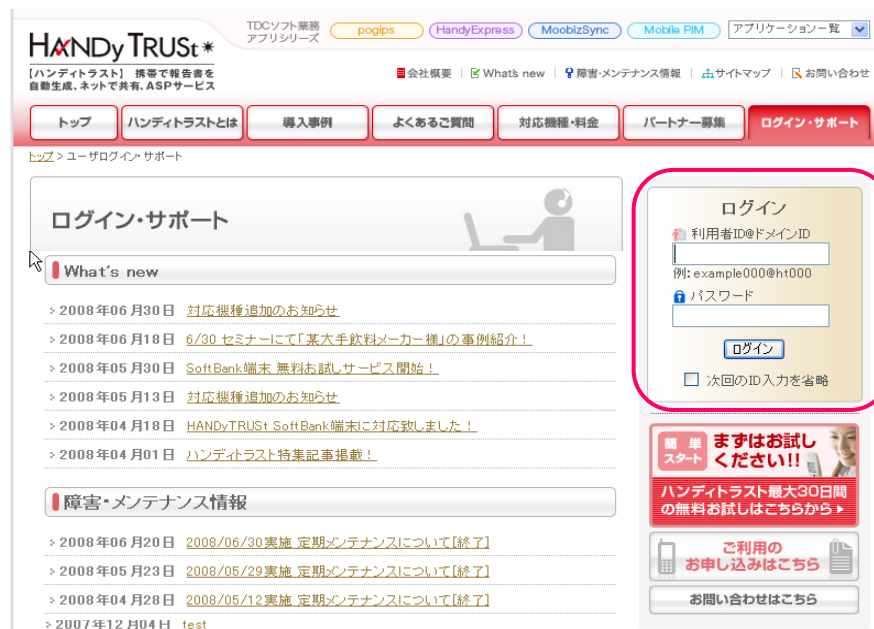 HANDy TRUSt*
【ハンディトラスト】 携帯で報告書を
自動生成、ネットで共有、ASPサービス
TDCソフト業務
アプリシリーズ
pogips
HandyExpress
MoobizSync
Mobile PIM
アプリケーション一覧
会社概要 | What's new | 障害・メンテナンス情報 | サイトマップ | お問い合わせ
トップ
ハンディトラストとは
導入事例
よくあるご質問
対応機種・料金
パートナー募集
ログイン・サポート
トップ > ユーザログイン・サポート
ログイン・サポート
What's new
> 2008年06月30日 対応機種追加のお知らせ
> 2008年06月18日 6/30 セミナーにて「某大手飲料メーカー様」の事例紹介！
> 2008年05月30日 SoftBank端末 無料お試しサービス開始！
> 2008年05月13日 対応機種追加のお知らせ
> 2008年04月18日 HANDyTRUSt SoftBank端末に対応致しました！
> 2008年04月01日 ハンディトラスト特集記事掲載！
障害・メンテナンス情報
> 2008年06月20日 2008/06/30実施 定期メンテナンスについて[終了]
> 2008年05月23日 2008/05/29実施 定期メンテナンスについて[終了]
> 2008年04月28日 2008/05/12実施 定期メンテナンスについて[終了]
> 2007年12月04日 test
ログイン
利用者ID@ドメインID
例: example000@ht000
パスワード
ログイン
次回のID入力を省略
簡単
スタート
まずはお試し
ください!!
ハンディトラスト最大30日間
の無料お試しはこちらから
ご利用の
お申し込みはこちら
お問い合わせはこちら